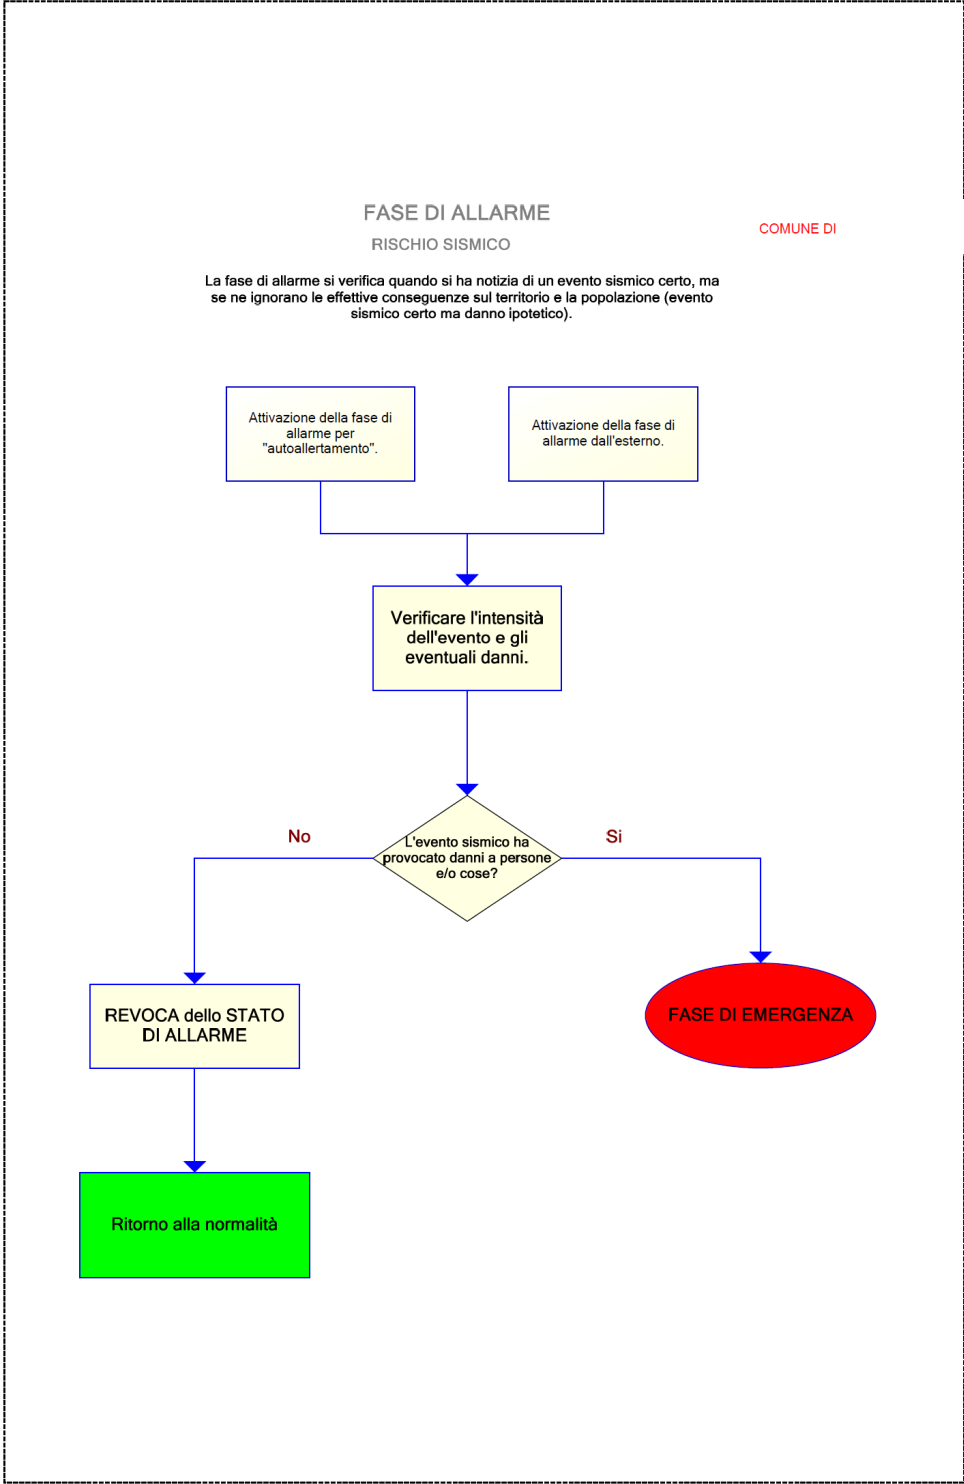 FASE DI ALLARME
COMUNE DI
RISCHIO SISMICO
La fase di allarme si verifica quando si ha notizia di un evento sismico certo, ma
se ne ignorano le effettive conseguenze sul territorio e la popolazione (evento
sismico certo ma danno ipotetico).
Attivazione della fase di
allarme per
"autoallertamento".
Attivazione della fase di
allarme dall'esterno.
Verificare l'intensità
dell'evento e gli
eventuali danni.
No
Si
L'evento sismico ha
provocato danni a persone
e/o cose?
REVOCA dello STATO
DI ALLARME
FASE DI EMERGENZA
Ritorno alla normalità